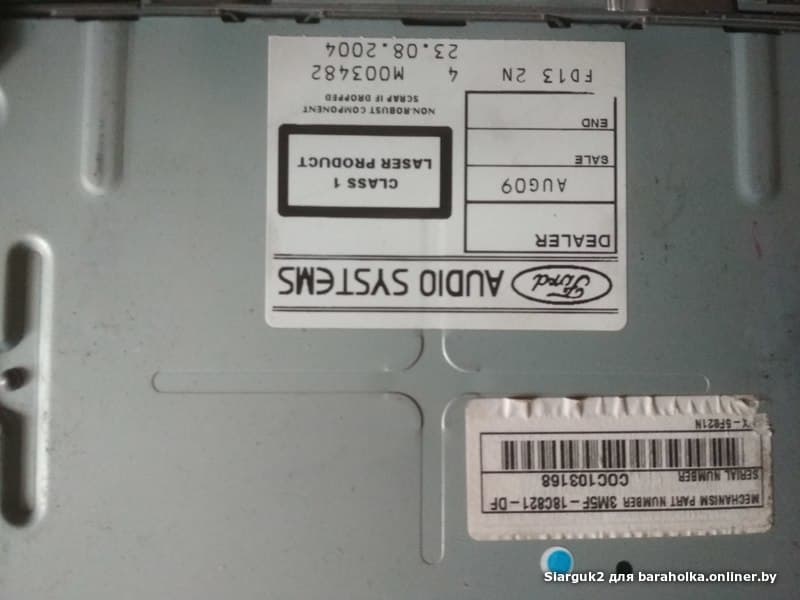 Ford AUDIO SYSTEMS
DEALER
AUG09
SALE
END
CLASS 1
LASER PRODUCT
NON-ROBUST COMPONENT
SCRAP IF DROPPED
FD13 2N 4 M003482
23.08.2004
MECHANISM PART NUMBER 3M5F-18C821-DF
SERIAL NUMBER COC103168
Slarguk2 для baraholka.onliner.by